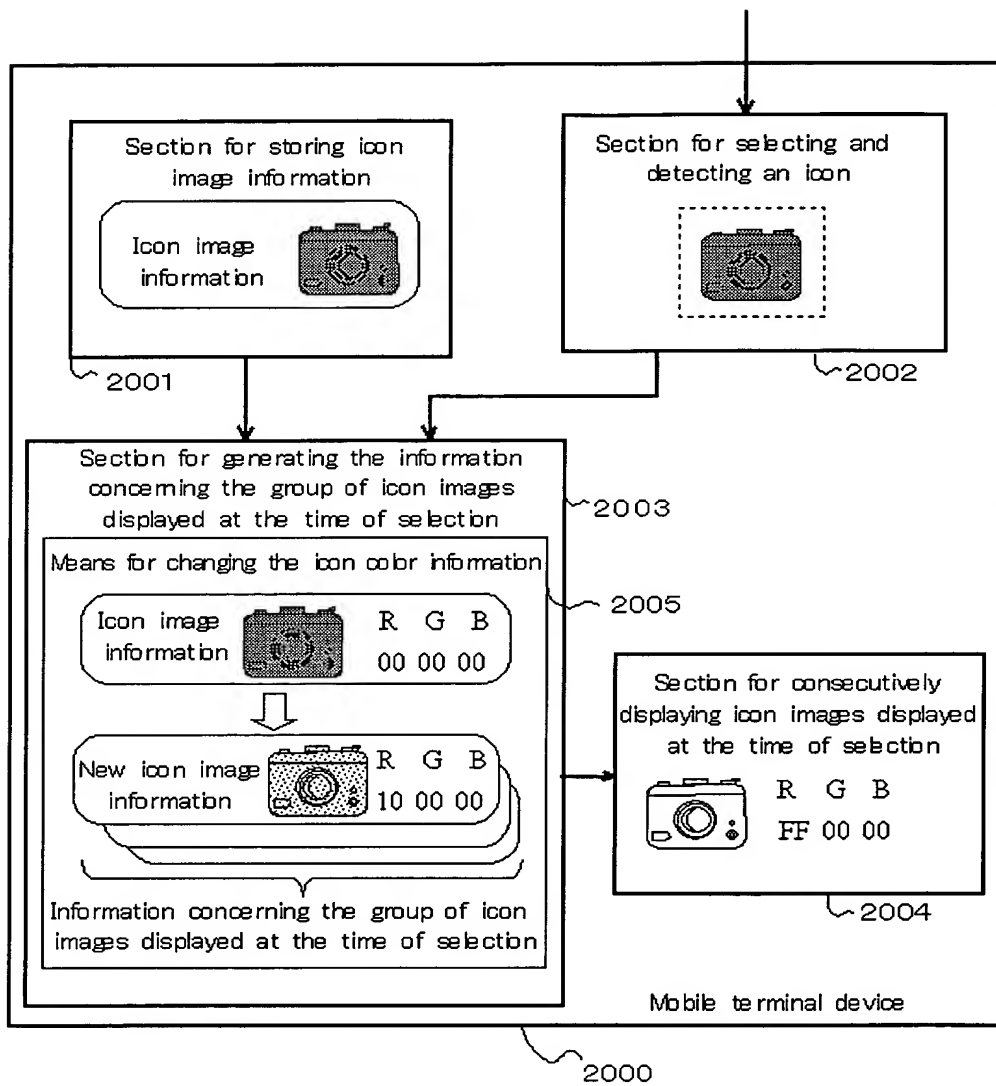 Section for storing icon
image information
Icon image
information
2001
Section for selecting and
detecting an icon
2002
Section for generating the information
concerning the group of icon images
displayed at the time of selection
2003
Means for changing the icon color information
2005
Icon image
information
R G B
00 00 00
New icon image
information
R G B
10 00 00
Information concerning the group of icon
images displayed at the time of selection
Section for consecutively
displaying icon images displayed
at the time of selection
R G B
FF 00 00
2004
Mobile terminal device
2000